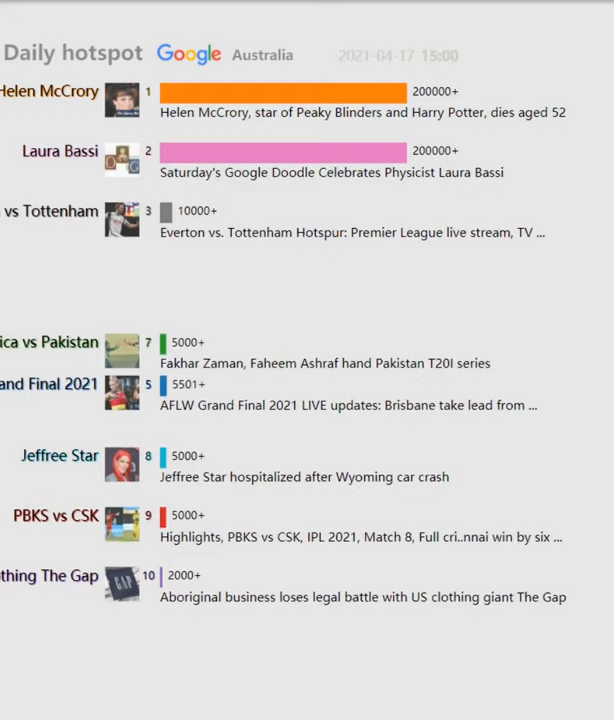 Daily hotspot Google Australia 2021-04-17 15:00
Helen McCrory 1 200000+
Helen McCrory, star of Peaky Blinders and Harry Potter, dies aged 52
Laura Bassi 2 200000+
Saturday's Google Doodle Celebrates Physicist Laura Bassi
vs Tottenham 3 10000+
Everton vs. Tottenham Hotspur: Premier League live stream, TV ...
ica vs Pakistan 7 5000+
Fakhar Zaman, Faheem Ashraf hand Pakistan T20I series
and Final 2021 5 5501+
AFLW Grand Final 2021 LIVE updates: Brisbane take lead from ...
Jeffree Star 8 5000+
Jeffree Star hospitalized after Wyoming car crash
PBKS vs CSK 9 5000+
Highlights, PBKS vs CSK, IPL 2021, Match 8, Full cri..nnai win by six ...
thing The Gap GAP 10 2000+
Aboriginal business loses legal battle with US clothing giant The Gap